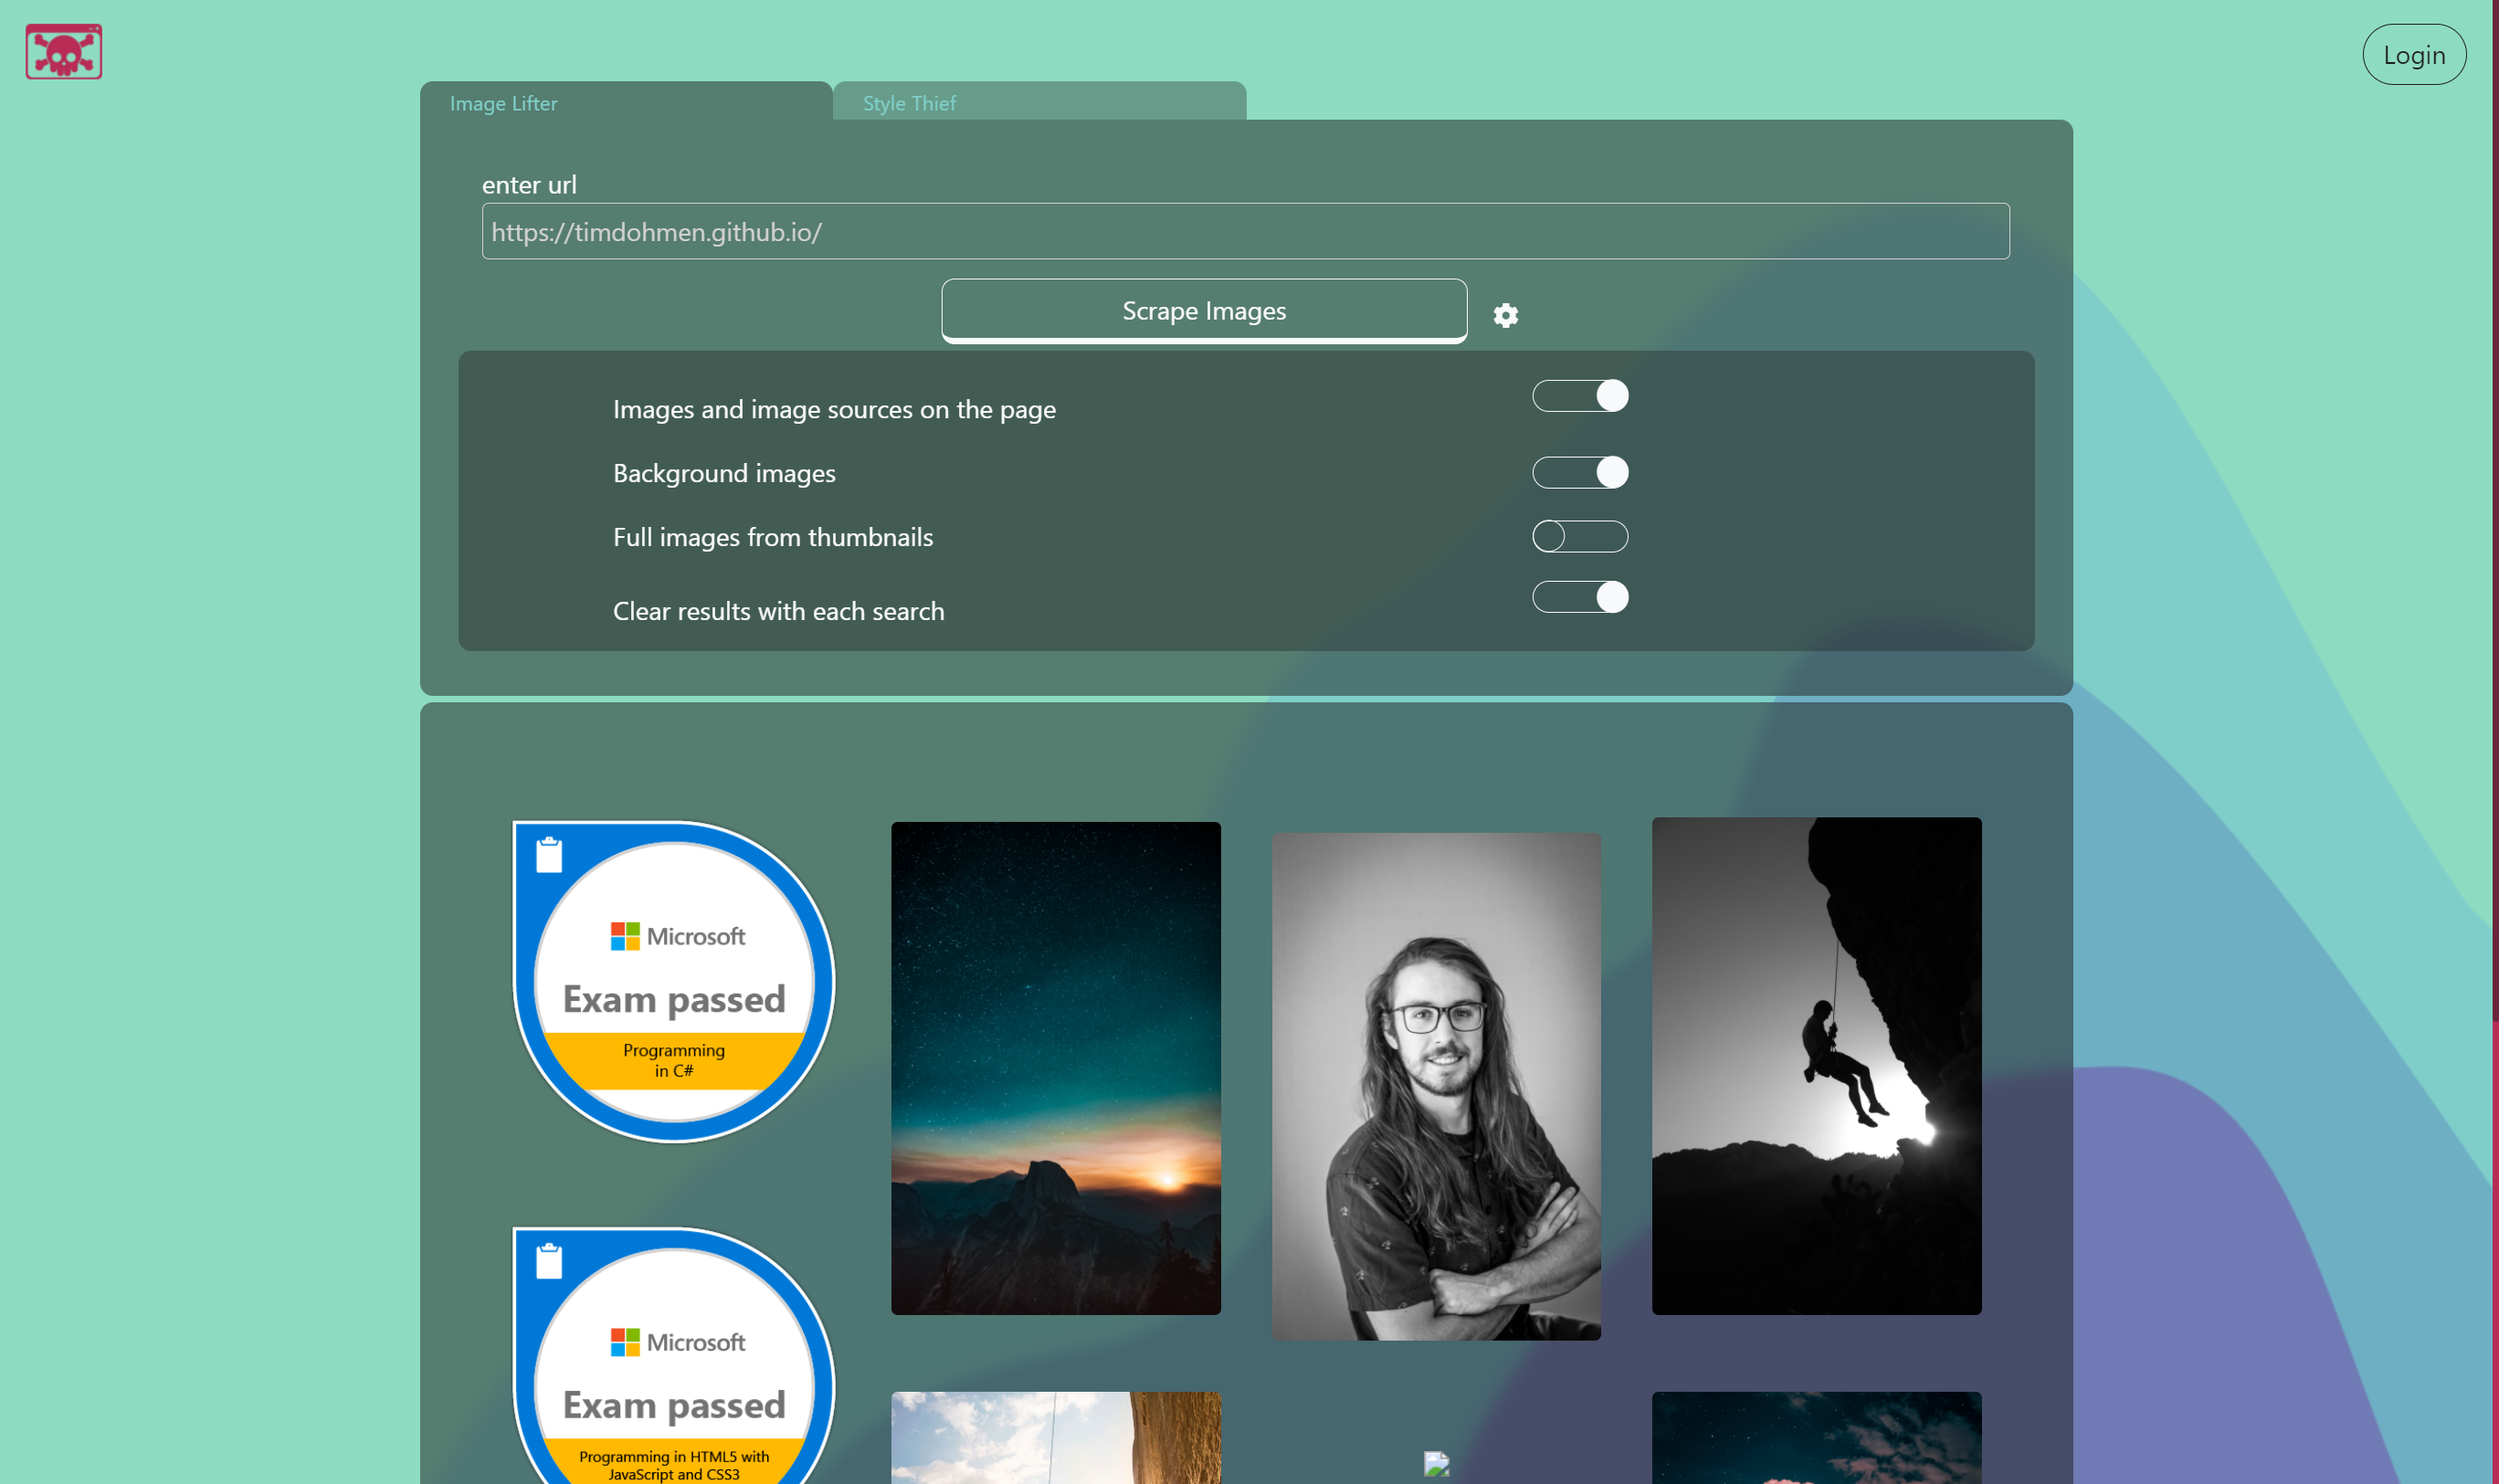 Login
Image Lifter
Style Thief
enter url
https://timdohmen.github.io/
Scrape Images
Images and image sources on the page
Background images
Full images from thumbnails
Clear results with each search
Microsoft
Exam passed
Programming
in C#
Microsoft
Exam passed
Programming in HTML5 with
JavaScript and CSS3